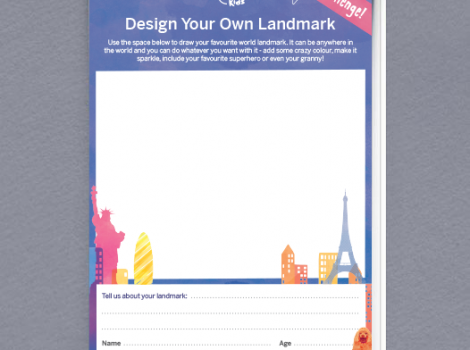 Kids
Design Your Own Landmark
Use the space below to draw your favourite world landmark. It can be anywhere in
the world and you can do whatever you want with it - add some crazy colour, make it
sparkle, include your favourite superhero or even your granny!
Tell us about your landmark:
Name
Age